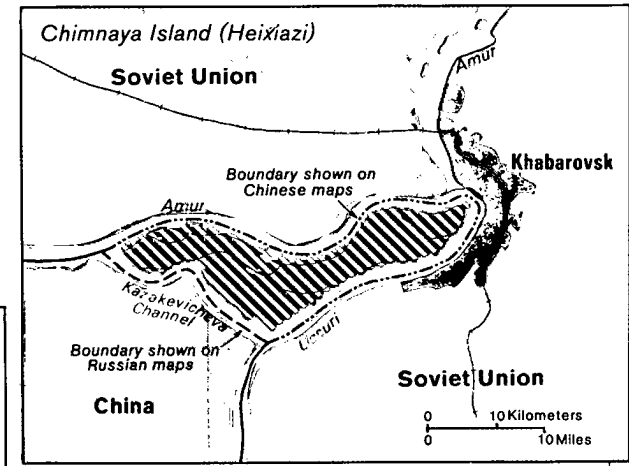 Chimnaya Island (Heixiazi)
Soviet Union
Amur
Khabarovsk
Boundary shown on
Chinese maps
Amur
Kazakevicheva
Channel
Ussuri
Boundary shown on
Russian maps
Soviet Union
China
0 10 Kilometers
0 10 Miles